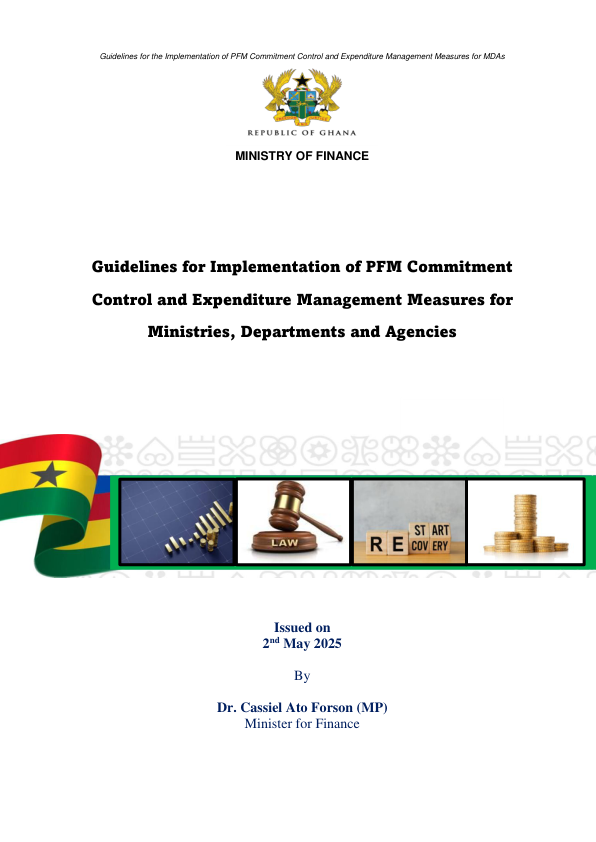 Guidelines for the Implementation of PFM Commitment Control and Expenditure Management Measures for MDAs
REPUBLIC OF GHANA
MINISTRY OF FINANCE
Guidelines for Implementation of PFM Commitment
Control and Expenditure Management Measures for
Ministries, Departments and Agencies
LAW
RE
ST ART
COV ERY
Issued on
2nd May 2025
By
Dr. Cassiel Ato Forson (MP)
Minister for Finance